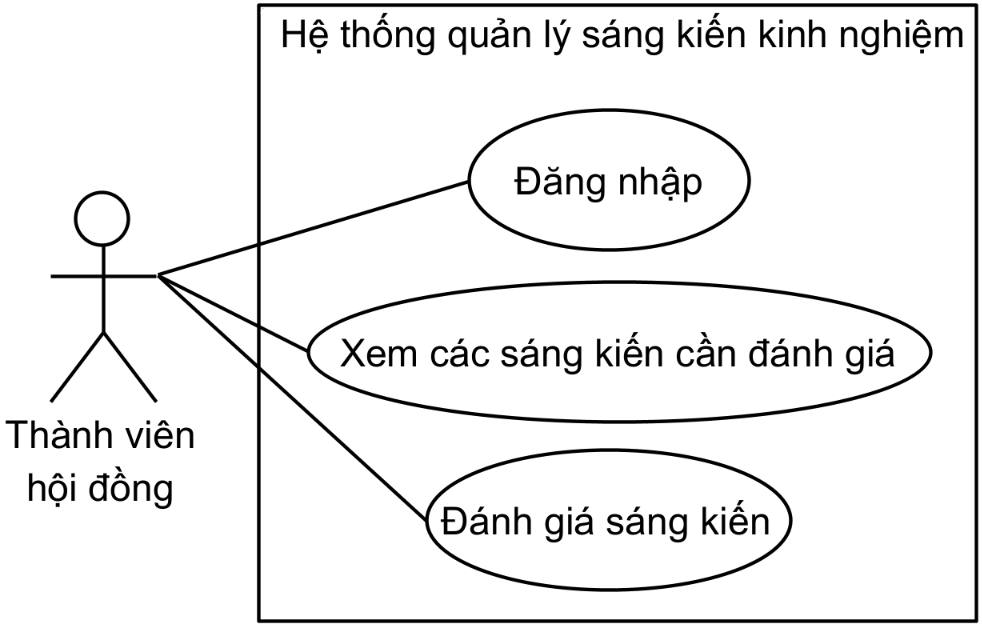 Hệ thống quản lý sáng kiến kinh nghiệm
Đăng nhập
Xem các sáng kiến cần đánh giá
Thành viên
hội đồng
Đánh giá sáng kiến